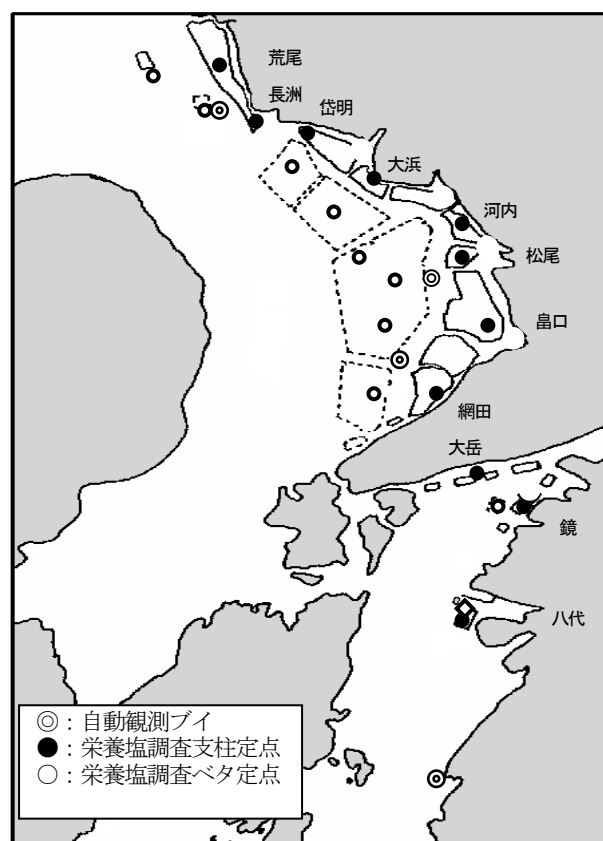 荒尾
長洲
岱明
大浜
河内
松尾
畠口
網田
大岳
鏡
八代
◎：自動観測ブイ
●：栄養塩調査支柱定点
○：栄養塩調査ベタ定点